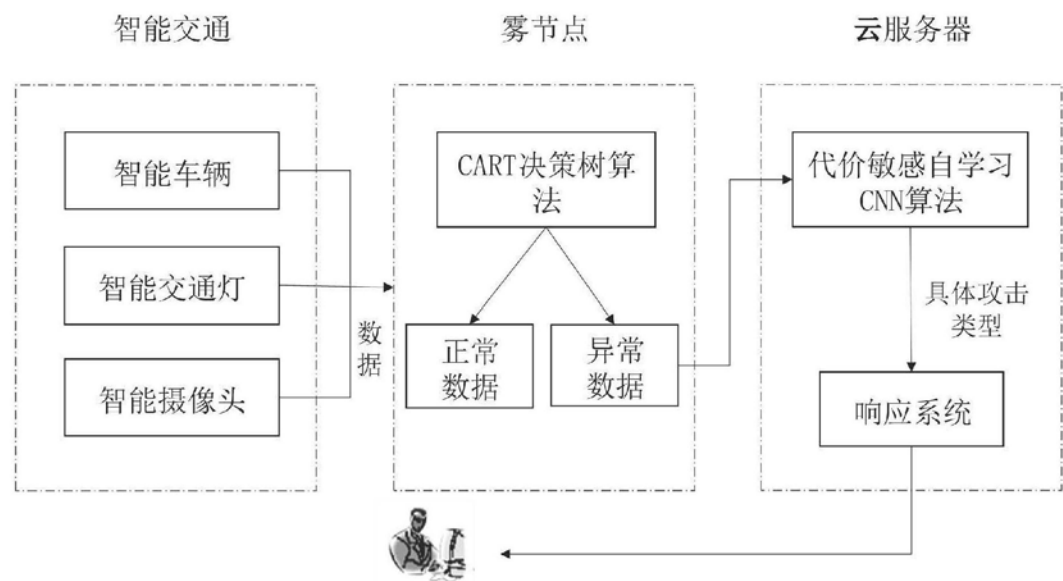 智能交通
雾节点
云服务器
智能车辆
智能交通灯
智能摄像头
数
据
CART决策树算
法
正常
数据
异常
数据
代价敏感自学习
CNN算法
具体攻击
类型
响应系统